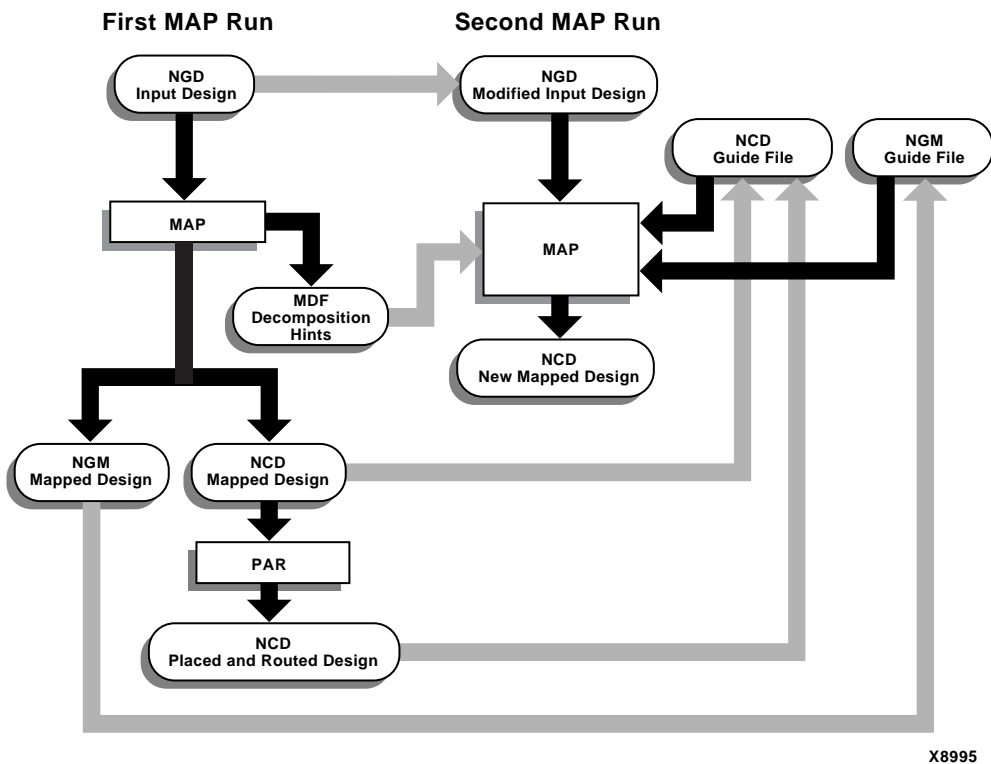 First MAP Run
Second MAP Run
NGD
Input Design
NGD
Modified Input Design
NCD
Guide File
NGM
Guide File
MAP
MAP
MDF
Decomposition
Hints
NCD
New Mapped Design
NGM
Mapped Design
NCD
Mapped Design
PAR
NCD
Placed and Routed Design
X8995